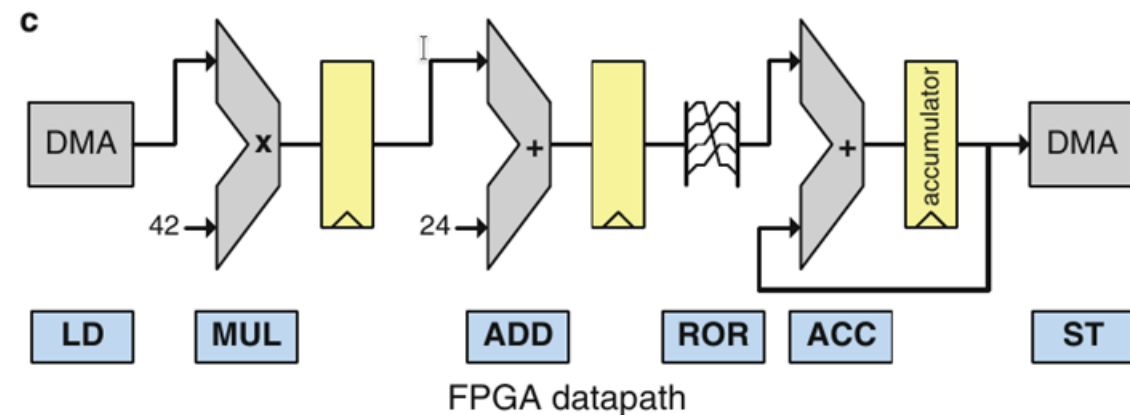 c
DMA
x
42
+
24
+
accumulator
DMA
LD
MUL
ADD
ROR
ACC
ST
FPGA datapath